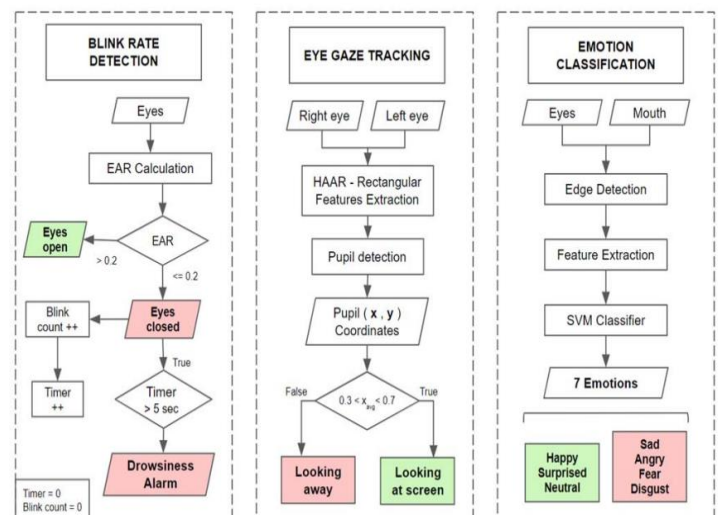 BLINK RATE
DETECTION
Eyes
EAR Calculation
EAR
Eyes
open
> 0.2
<= 0.2
Eyes
closed
Blink
count ++
True
Timer
++
Timer
> 5 sec
Drowsiness
Alarm
Timer = 0
Blink count = 0
EYE GAZE TRACKING
Right eye
Left eye
HAAR - Rectangular
Features Extraction
Pupil detection
Pupil ( x , y )
Coordinates
False
True
0.3 < x avg < 0.7
Looking
away
Looking
at screen
EMOTION
CLASSIFICATION
Eyes
Mouth
Edge Detection
Feature Extraction
SVM Classifier
7 Emotions
Happy
Surprised
Neutral
Sad
Angry
Fear
Disgust